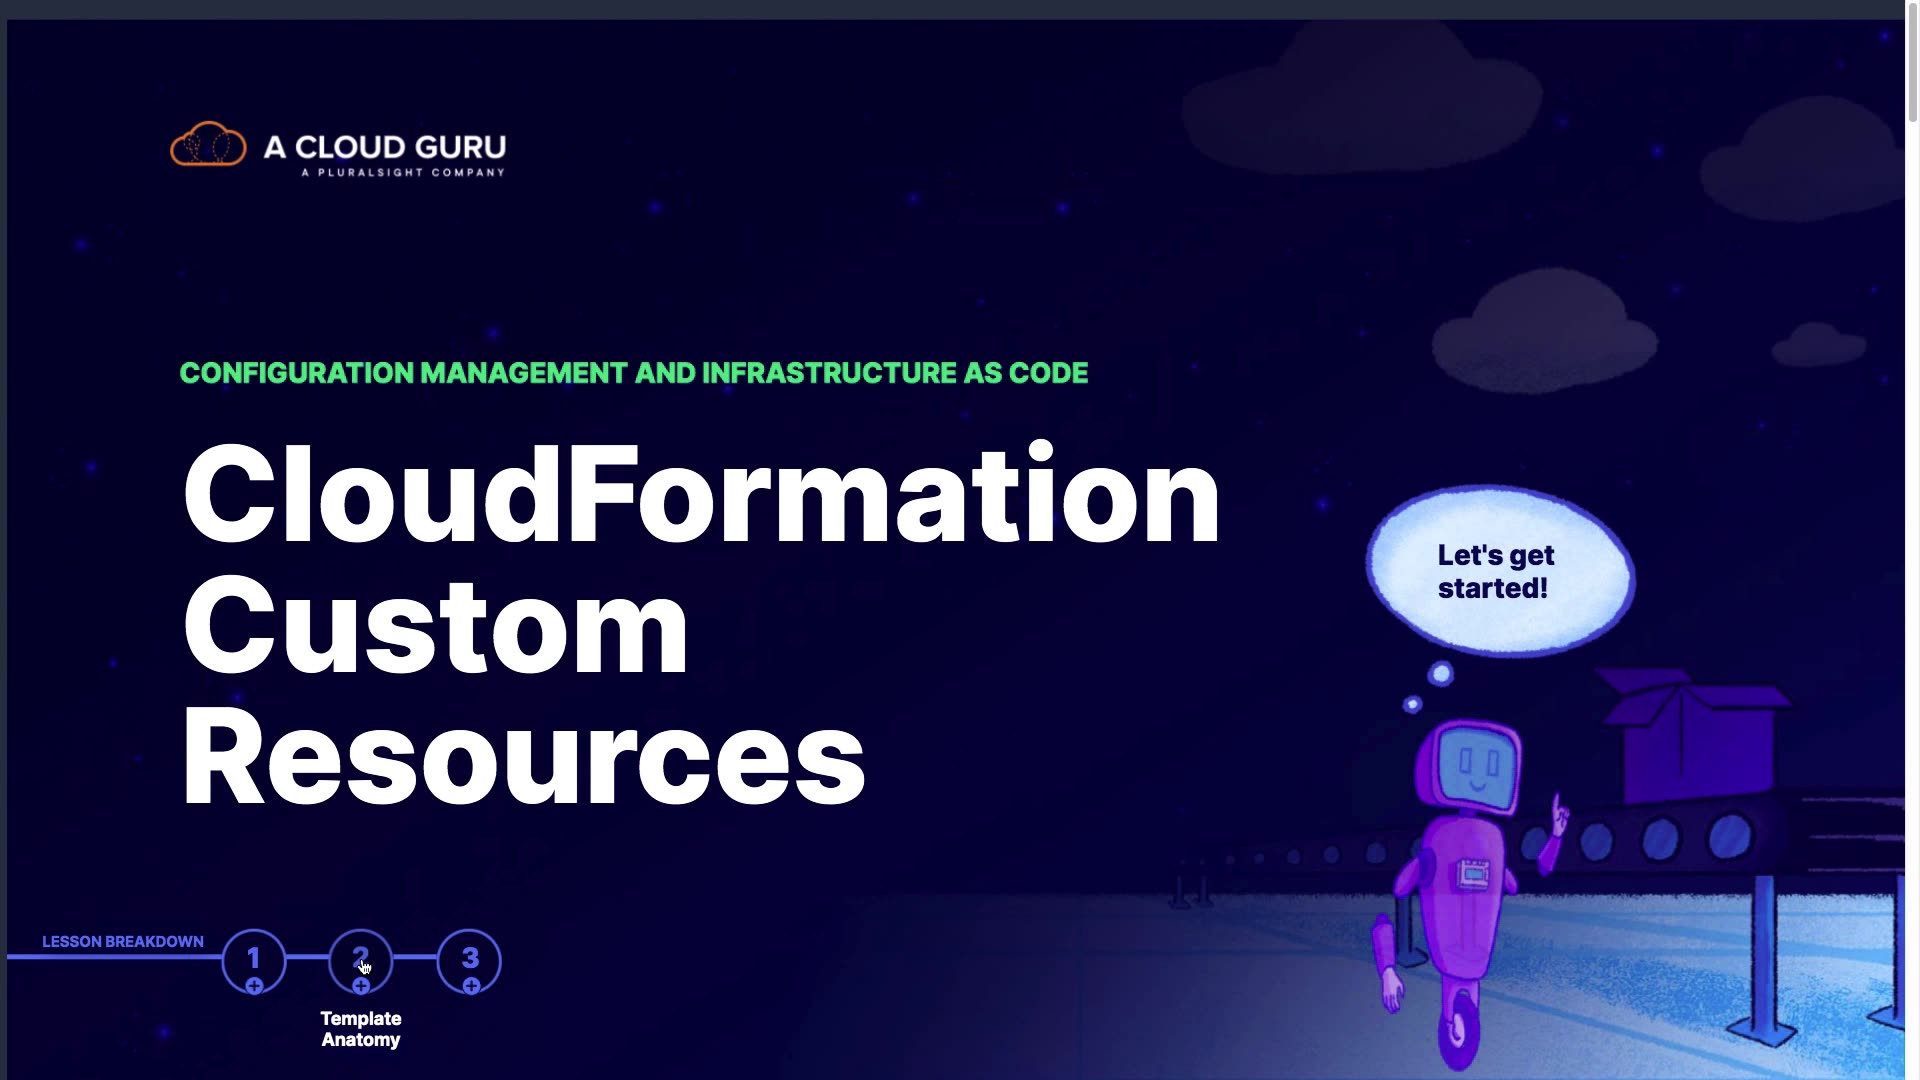 A CLOUD GURU
A PLURALSIGHT COMPANY
CONFIGURATION MANAGEMENT AND INFRASTRUCTURE AS CODE
CloudFormation
Custom
Resources
Let's get
started!
LESSON BREAKDOWN
1
2
3
Template
Anatomy